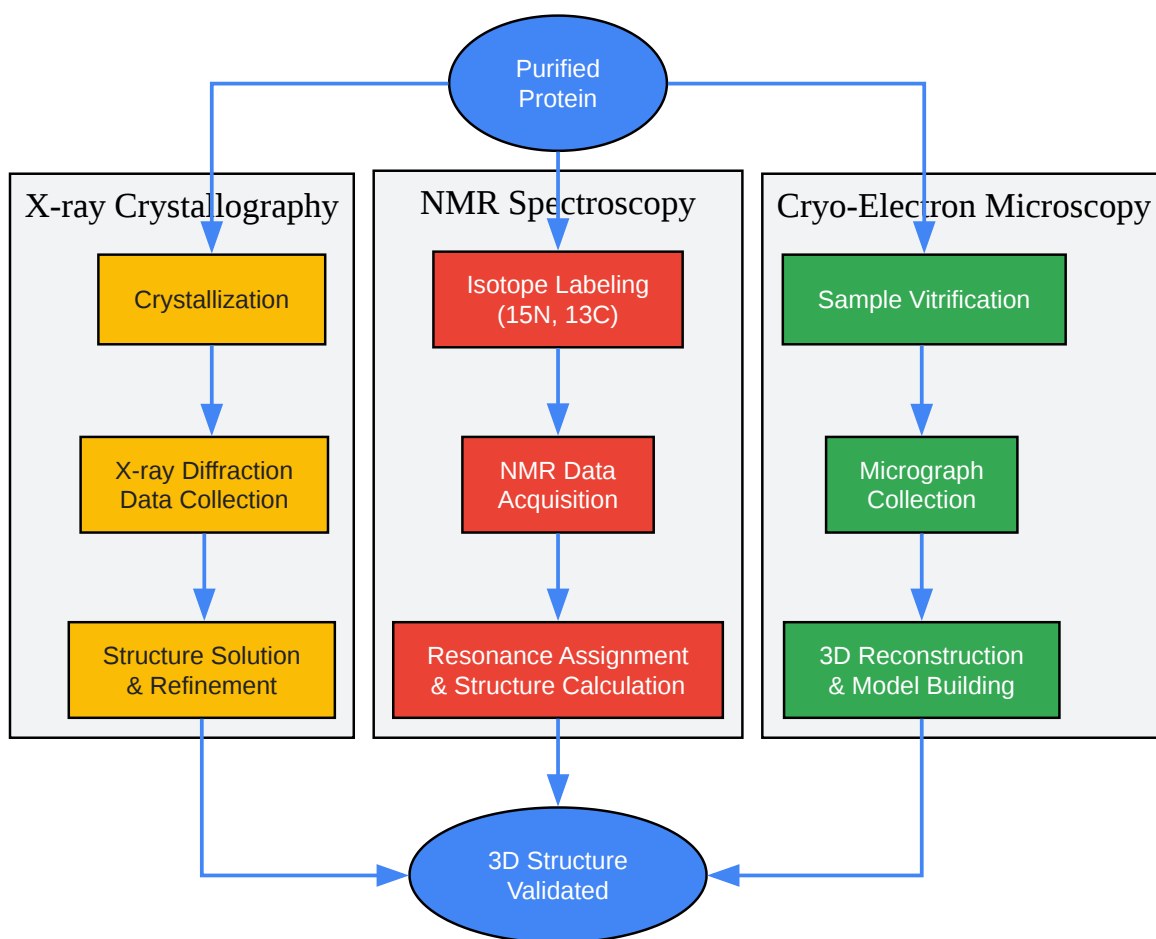 Purified
Protein
X-ray Crystallography
Crystallization
X-ray Diffraction
Data Collection
Structure Solution
& Refinement
NMR Spectroscopy
Isotope Labeling
(15N, 13C)
NMR Data
Acquisition
Resonance Assignment
& Structure Calculation
Cryo-Electron Microscopy
Sample Vitrification
Micrograph
Collection
3D Reconstruction
& Model Building
3D Structure
Validated